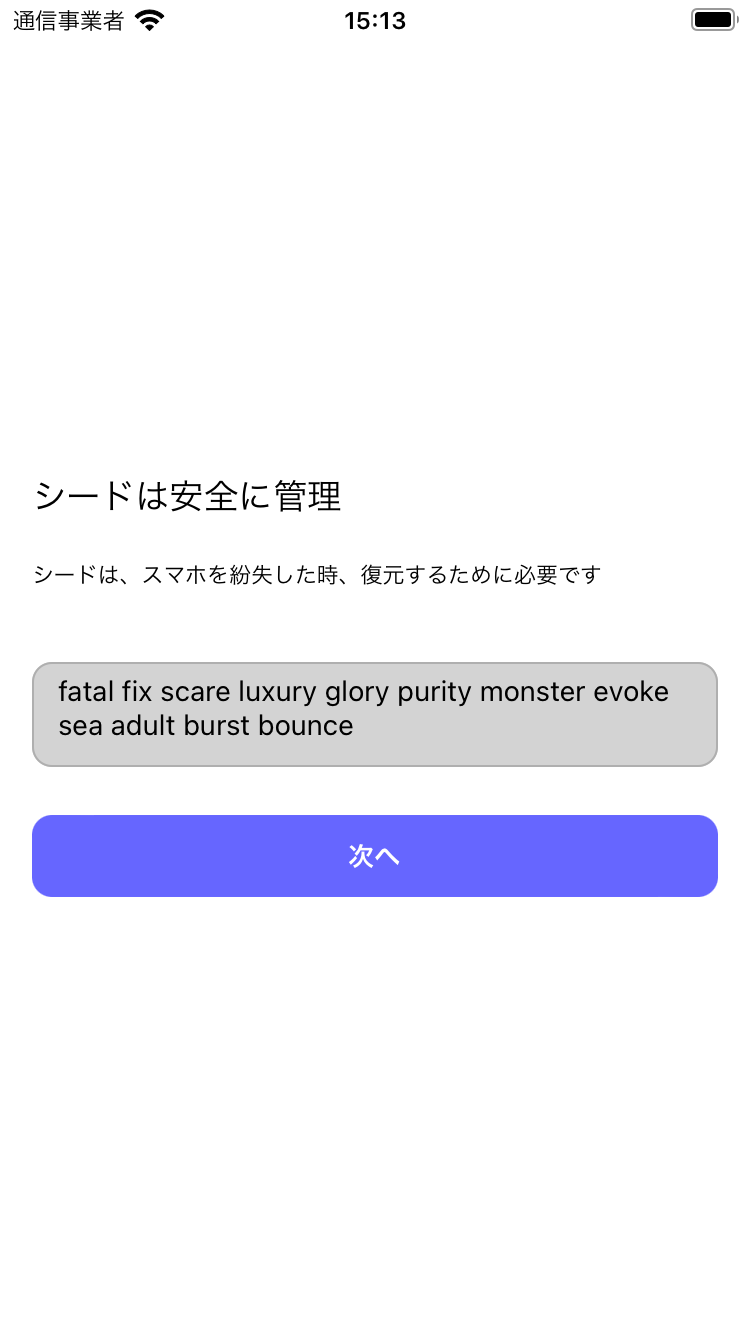 通信事業者 15:13
シードは安全に管理
シードは、スマホを紛失した時、復元するために必要です
fatal fix scare luxury glory purity monster evoke
sea adult burst bounce
次へ